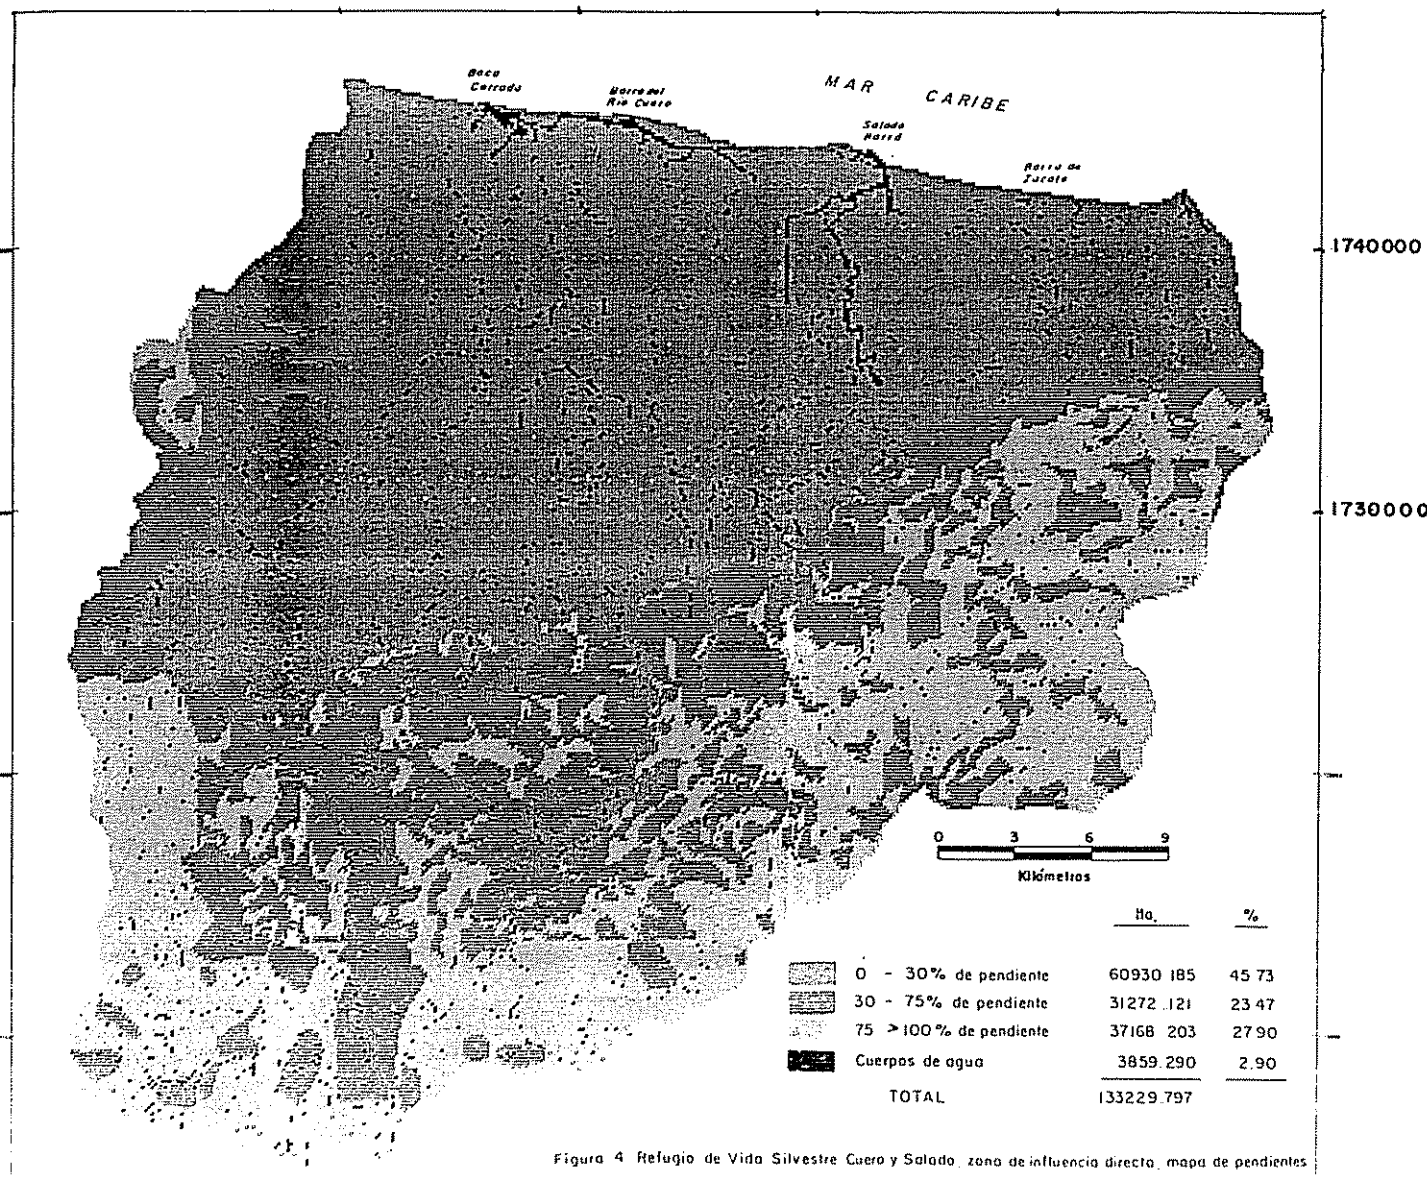 Boca
Cerrada
Barra del
Río Cuero
MAR CARIBE
Salado
Barra
Barra de
Zacate
1740000
1730000
0 3 6 9
Kilómetros
Ha. %
0 - 30% de pendiente 60930 185 45 73
30 - 75% de pendiente 31272 .121 23 47
75 >100% de pendiente 37168 203 27 90
Cuerpos de agua 3859.290 2.90
TOTAL 133229.797
Figura 4 Refugio de Vida Silvestre Cuero y Salado, zona de influencia directa, mapa de pendientes